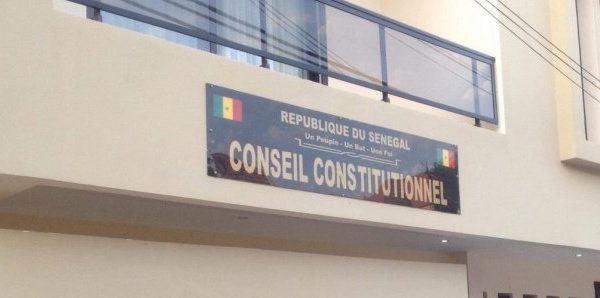 REPUBLIQUE DU SENEGAL
Un Peuple - Un But - Une Foi
CONSEIL CONSTITUTIONNEL